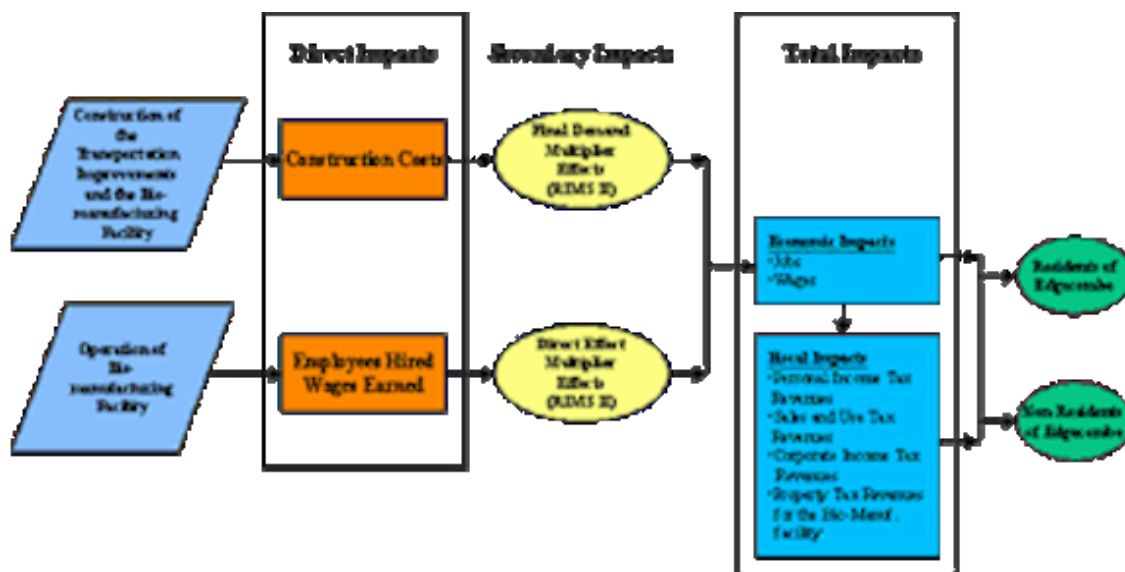 Direct Impacts
Secondary Impacts
Total Impacts
Construction of
the
Transportation
Improvements
and the Bio-
manufacturing
Facility
Construction Costs
Final Demand
Multiplier
Effects
(RIMS II)
Economic Impacts
•Jobs
•Wages
Residents of
Edgecombe
Operation of
Bio-
manufacturing
Facility
Employees Hired
Wages Earned
Direct Effect
Multiplier
Effects
(RIMS II)
Fiscal Impacts
•Personal Income Tax
Revenues
•Sales and Use Tax
Revenues
•Corporate Income Tax
Revenues
•Property Tax Revenues
for the Bio-Manuf.
facility
Non Residents
of Edgecombe